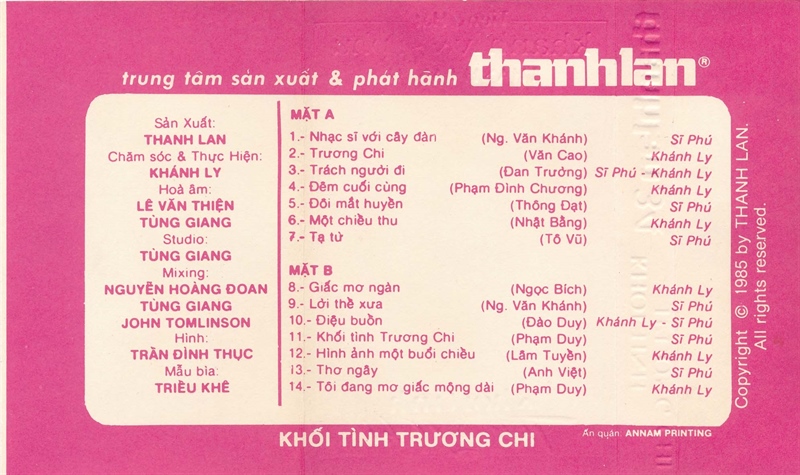 trung tâm sản xuất & phát hành thanhlan®
Sản Xuất:
THANH LAN
Chăm sóc & Thực Hiện:
KHÁNH LY
Hoà âm:
LÊ VĂN THIỆN
TÙNG GIANG
Studio:
TÙNG GIANG
Mixing:
NGUYỄN HOÀNG ĐOAN
TÙNG GIANG
JOHN TOMLINSON
Hình:
TRẦN ĐÌNH THỤC
Mẫu bìa:
TRIỀU KHÊ
MẶT A
1.- Nhạc sĩ với cây đàn (Ng. Văn Khánh) Sĩ Phú
2.- Trương Chi (Văn Cao) Khánh Ly
3.- Trách người đi (Đan Trường) Sĩ Phú - Khánh Ly
4.- Đêm cuối cùng (Phạm Đình Chương) Khánh Ly
5.- Đôi mắt huyền (Thông Đạt) Sĩ Phú
6.- Một chiều thu (Nhật Bằng) Khánh Ly
7.- Tạ từ (Tô Vũ) Sĩ Phú
MẶT B
8.- Giấc mơ ngàn (Ngọc Bích) Khánh Ly
9.- Lời thề xưa (Ng. Văn Khánh) Sĩ Phú
10.- Điệu buồn (Đào Duy) Khánh Ly - Sĩ Phú
11.- Khối tình Trương Chi (Phạm Duy) Sĩ Phú
12.- Hình ảnh một buổi chiều (Lâm Tuyền) Khánh Ly
13.- Thơ ngây (Anh Việt) Sĩ Phú
14.- Tôi đang mơ giấc mộng dài (Phạm Duy) Khánh Ly
Copyright © 1985 by THANH LAN.
All rights reserved.
Ấn quán: ANNAM PRINTING
KHỐI TÌNH TRƯƠNG CHI